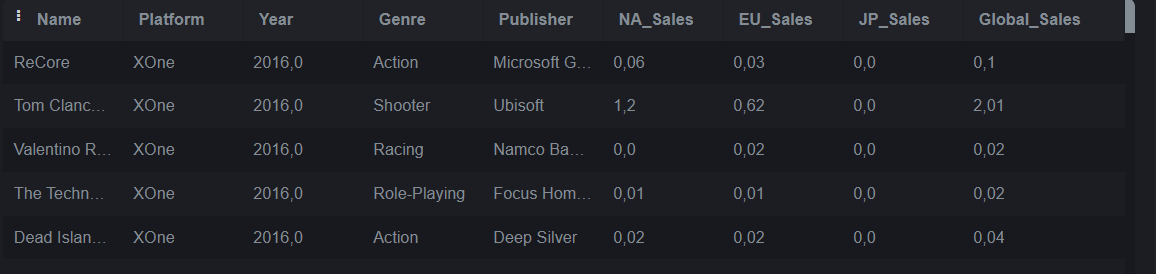 Name Platform Year Genre Publisher NA_Sales EU_Sales JP_Sales Global_Sales
ReCore XOne 2016,0 Action Microsoft G... 0,06 0,03 0,0 0,1
Tom Clanc... XOne 2016,0 Shooter Ubisoft 1,2 0,62 0,0 2,01
Valentino R... XOne 2016,0 Racing Namco Ba... 0,0 0,02 0,0 0,02
The Techn... XOne 2016,0 Role-Playing Focus Hom... 0,01 0,01 0,0 0,02
Dead Islan... XOne 2016,0 Action Deep Silver 0,02 0,02 0,0 0,04